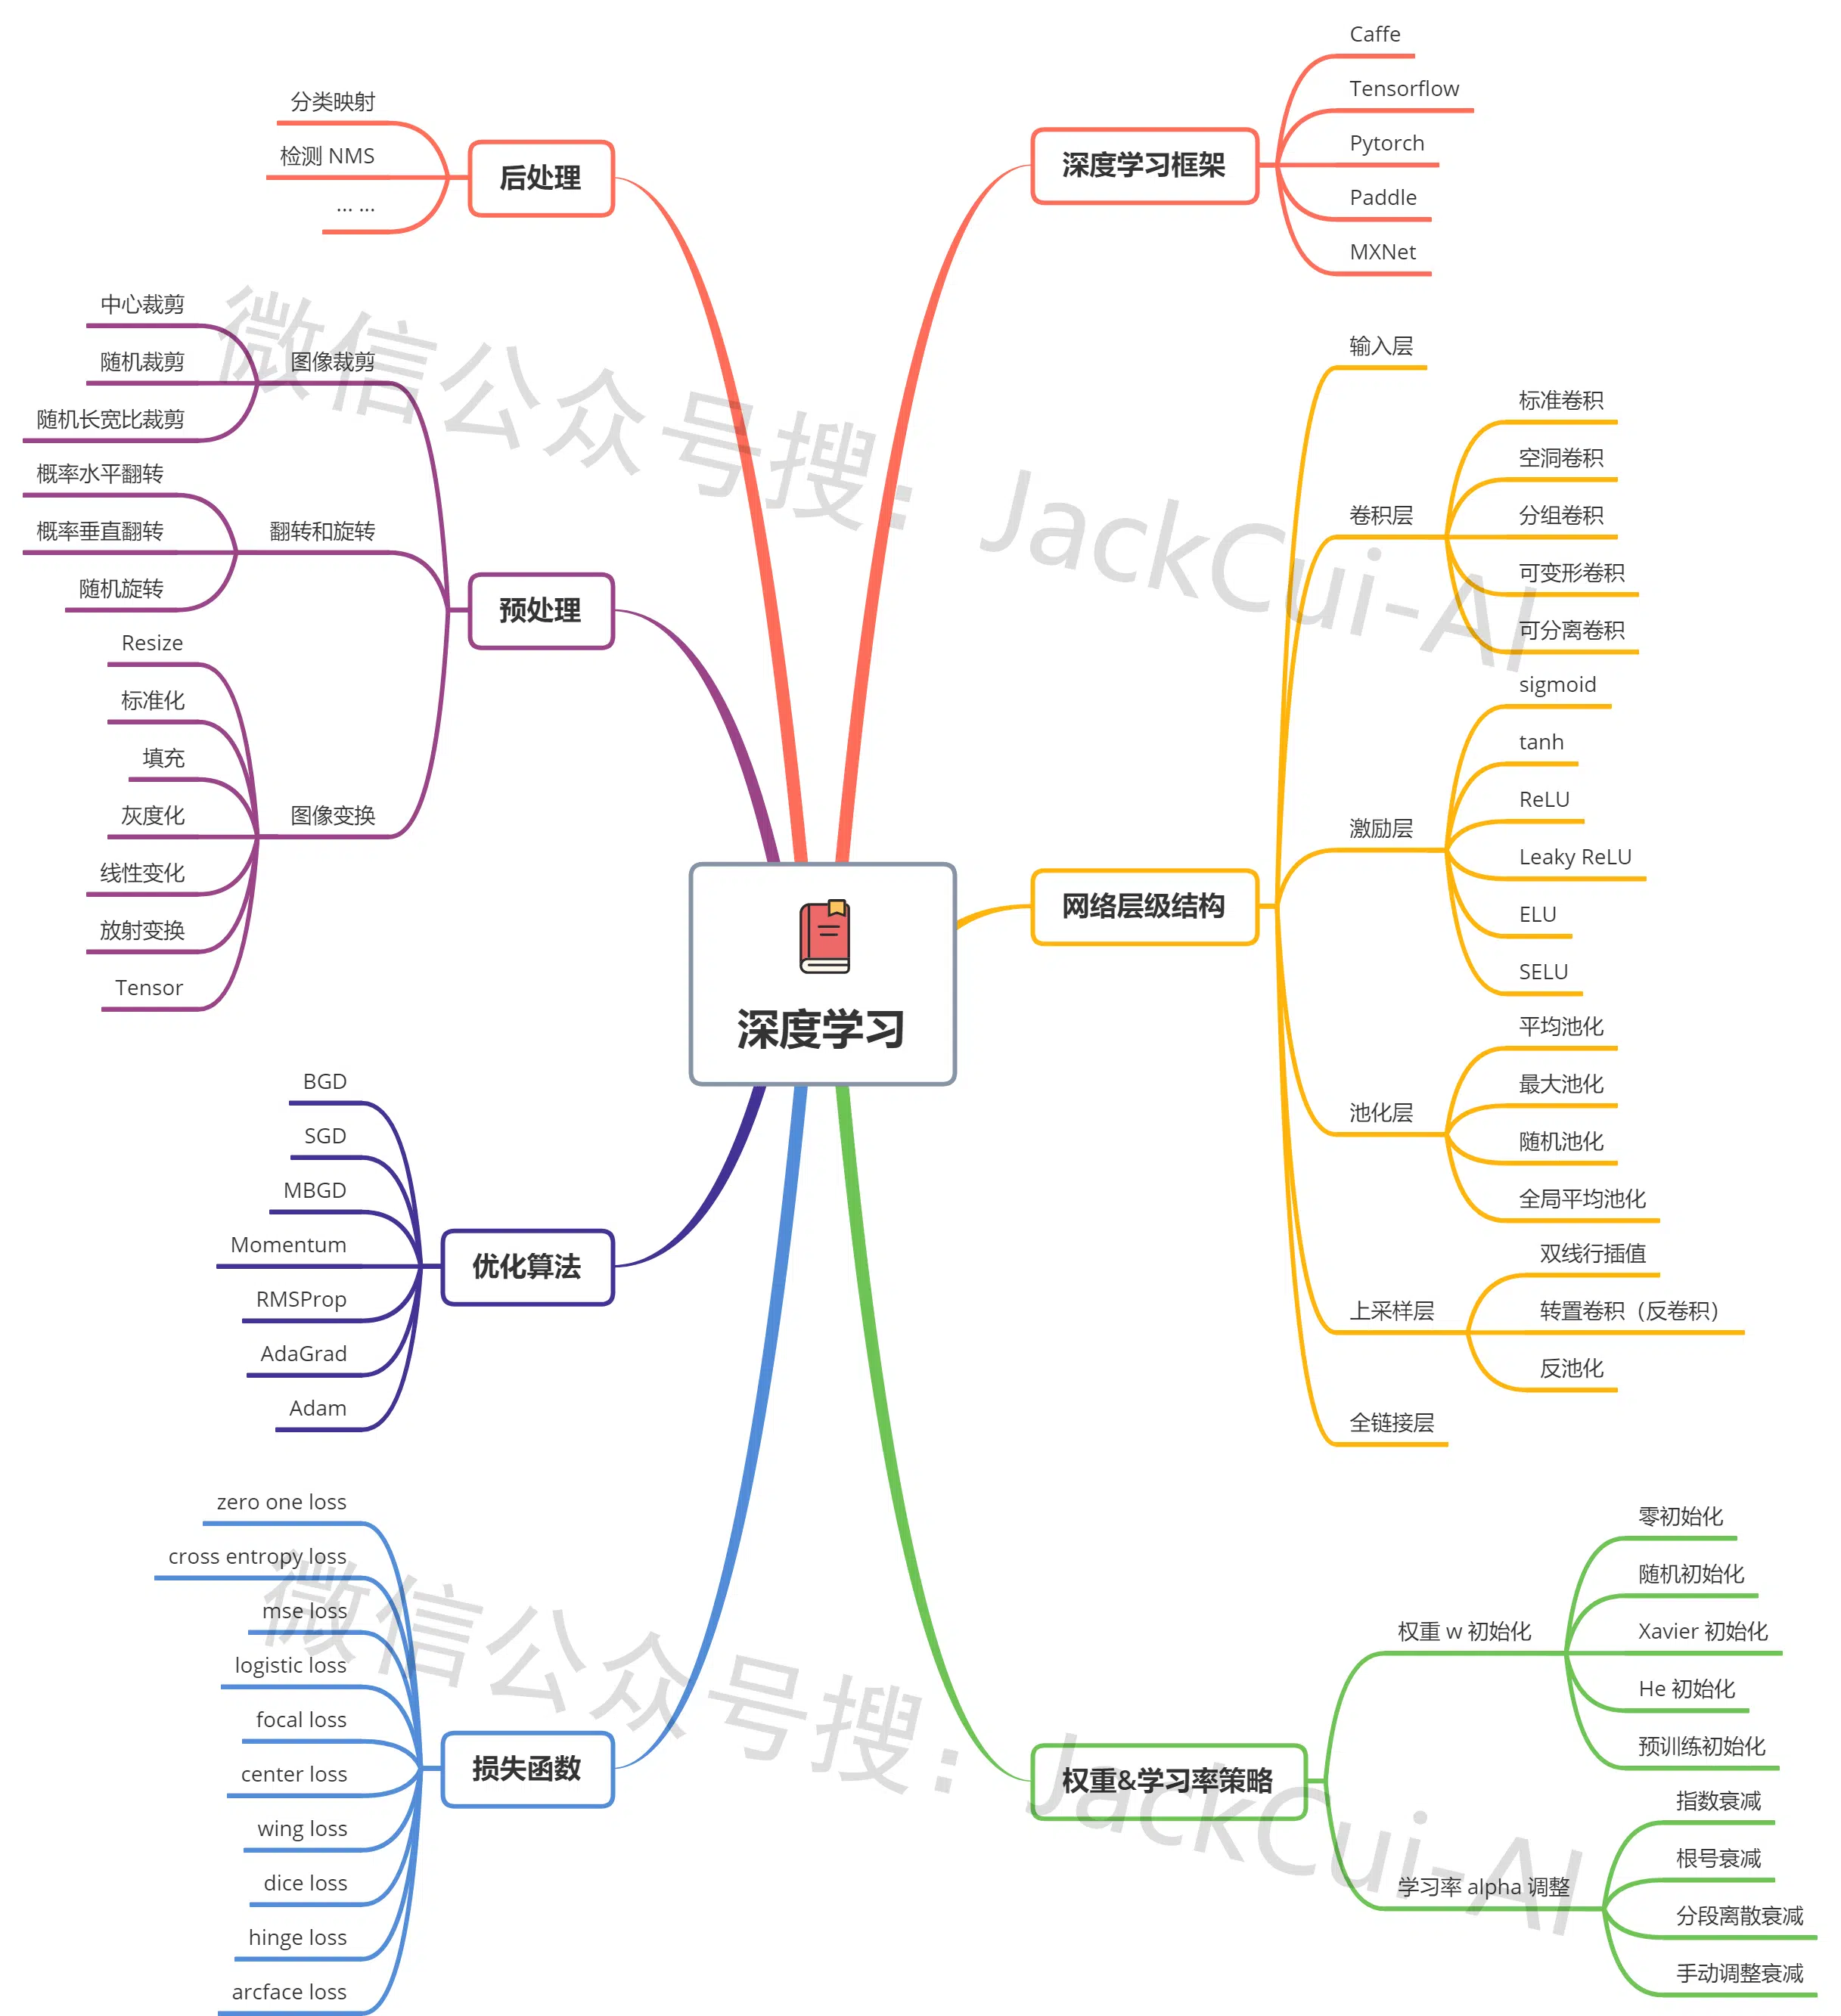 深度学习
深度学习框架
Caffe
Tensorflow
Pytorch
Paddle
MXNet
网络层级结构
输入层
卷积层
标准卷积
空洞卷积
分组卷积
可变形卷积
可分离卷积
激励层
sigmoid
tanh
ReLU
Leaky ReLU
ELU
SELU
池化层
平均池化
最大池化
随机池化
全局平均池化
上采样层
双线行插值
转置卷积（反卷积）
反池化
全链接层
权重&学习率策略
权重 w 初始化
零初始化
随机初始化
Xavier 初始化
He 初始化
预训练初始化
学习率 alpha 调整
指数衰减
根号衰减
分段离散衰减
手动调整衰减
后处理
分类映射
检测 NMS
... ...
预处理
图像裁剪
中心裁剪
随机裁剪
随机长宽比裁剪
翻转和旋转
概率水平翻转
概率垂直翻转
随机旋转
图像变换
Resize
标准化
填充
灰度化
线性变化
放射变换
Tensor
优化算法
BGD
SGD
MBGD
Momentum
RMSProp
AdaGrad
Adam
损失函数
zero one loss
cross entropy loss
mse loss
logistic loss
focal loss
center loss
wing loss
dice loss
hinge loss
arcface loss
微信公众号搜：JackCui-AI
微信公众号搜：JackCui-AI